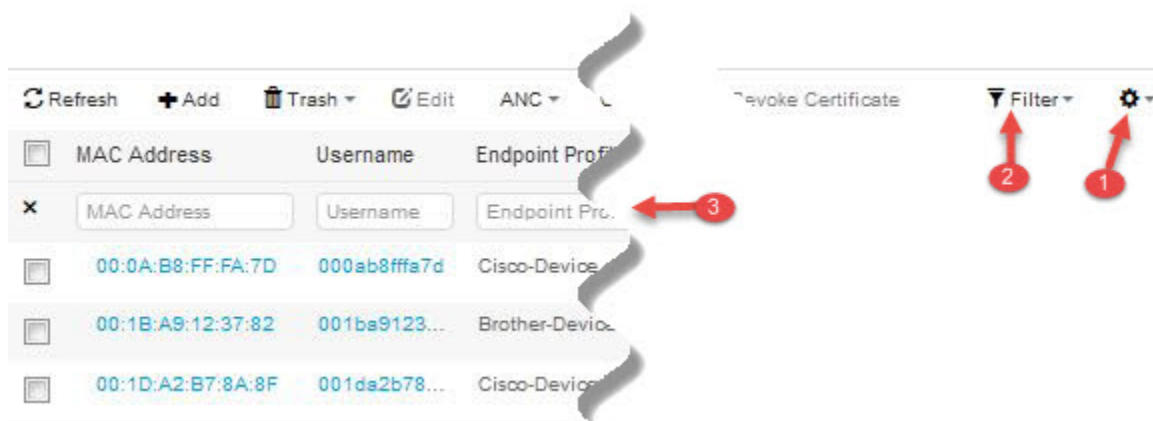 Refresh Add Trash Edit ANC Revoke Certificate Filter
MAC Address Username Endpoint Profi
2 1
MAC Address Username Endpoint Pro 3
00:0A:B8:FF:FA:7D 000ab8fffa7d Cisco-Device
00:1B:A9:12:37:82 001ba9123... Brother-Device
00:1D:A2:B7:8A:8F 001da2b78... Cisco-Device